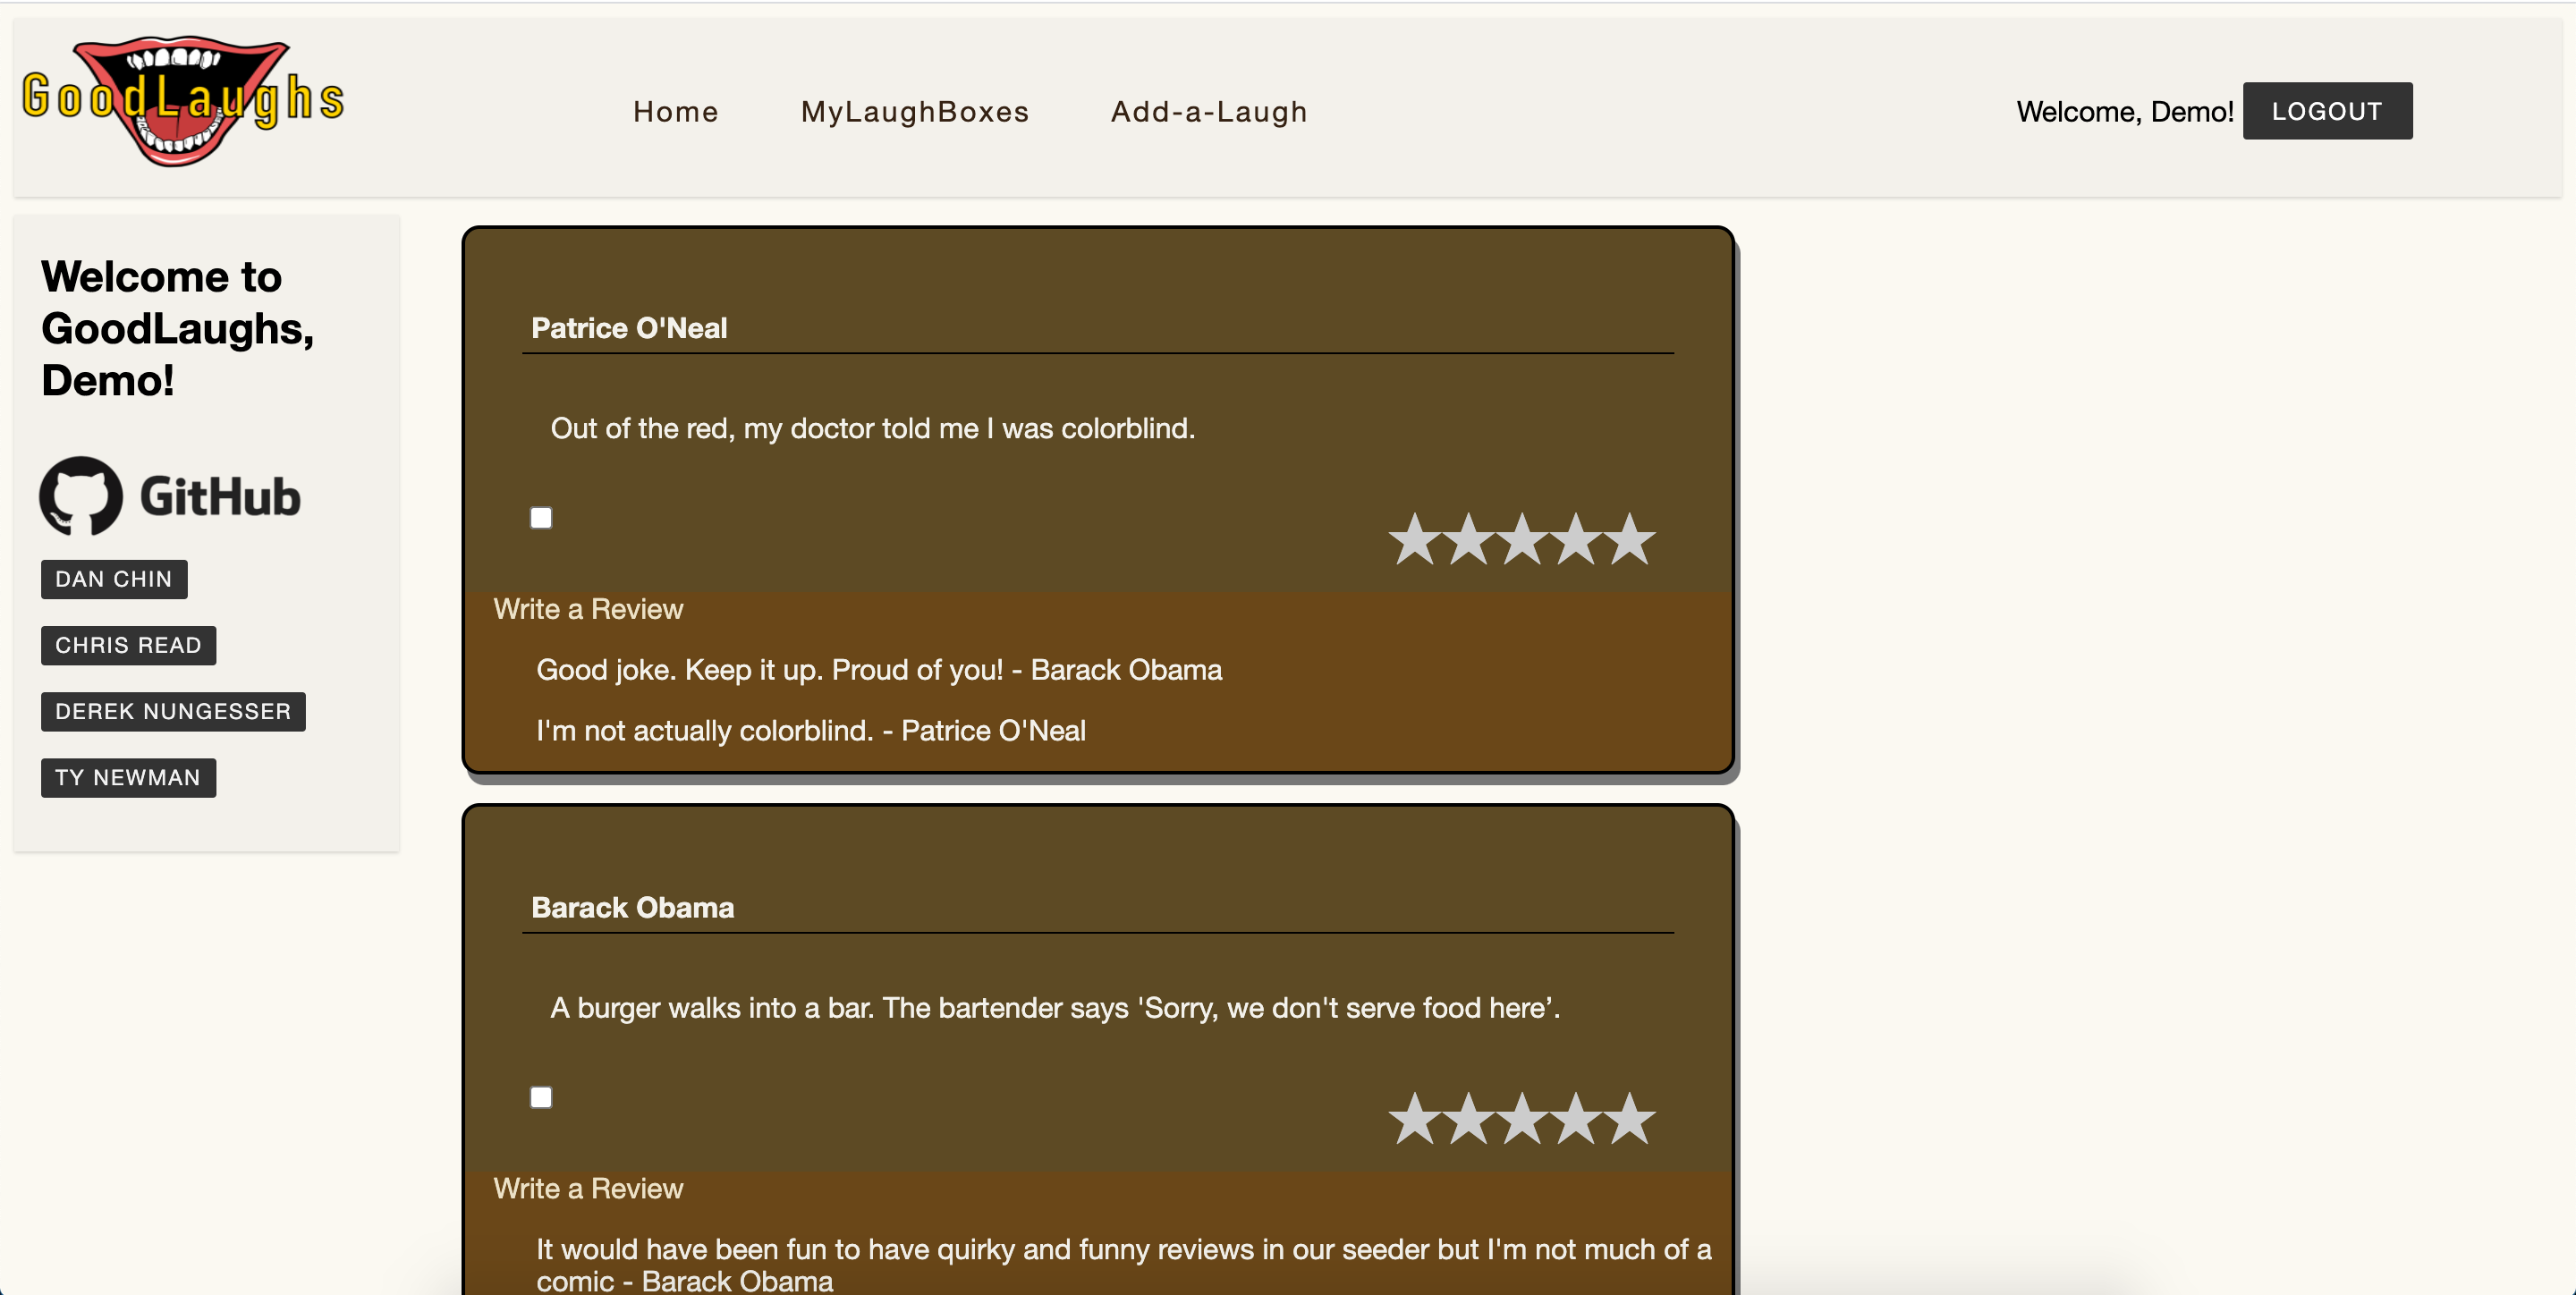 GoodLaughs
Home
MyLaughBoxes
Add-a-Laugh
Welcome, Demo!
LOGOUT
Welcome to
GoodLaughs,
Demo!
GitHub
DAN CHIN
CHRIS READ
DEREK NUNGESSER
TY NEWMAN
Patrice O'Neal
Out of the red, my doctor told me I was colorblind.
Write a Review
Good joke. Keep it up. Proud of you! - Barack Obama
I'm not actually colorblind. - Patrice O'Neal
Barack Obama
A burger walks into a bar. The bartender says 'Sorry, we don't serve food here’.
Write a Review
It would have been fun to have quirky and funny reviews in our seeder but I'm not much of a
comic - Barack Obama